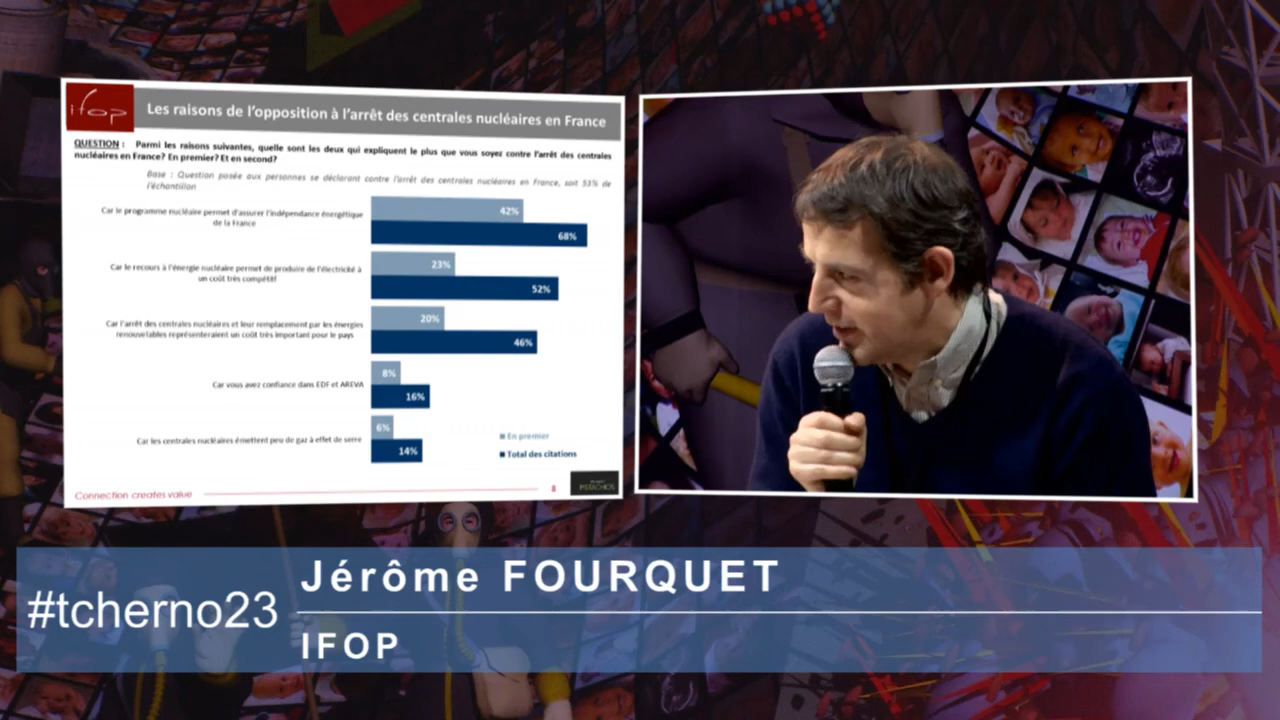 ifop
Les raisons de l'opposition à l'arrêt des centrales nucléaires en France
QUESTION : Parmi les raisons suivantes, quelle sont les deux qui expliquent le plus que vous soyez contre l'arrêt des centrales
nucléaires en France? En premier? Et en second?
Base : Question posée aux personnes se déclarant contre l'arrêt des centrales nucléaires en France, soit 53% de
l'échantillon
Car le programme nucléaire permet d'assurer l'indépendance énergétique
de la France
42%
68%
Car le recours à l'énergie nucléaire permet de produire de l'électricité à
un coût très compétitif
23%
52%
Car l'arrêt des centrales nucléaires et leur remplacement par les énergies
renouvelables représenteraient un coût très important pour le pays
20%
46%
Car vous avez confiance dans EDF et AREVA
8%
16%
Car les centrales nucléaires émettent peu de gaz à effet de serre
6%
14%
En premier
Total des citations
Connection creates value
8
PISTACHIOS
#tcherno23
Jérôme FOURQUET
IFOP